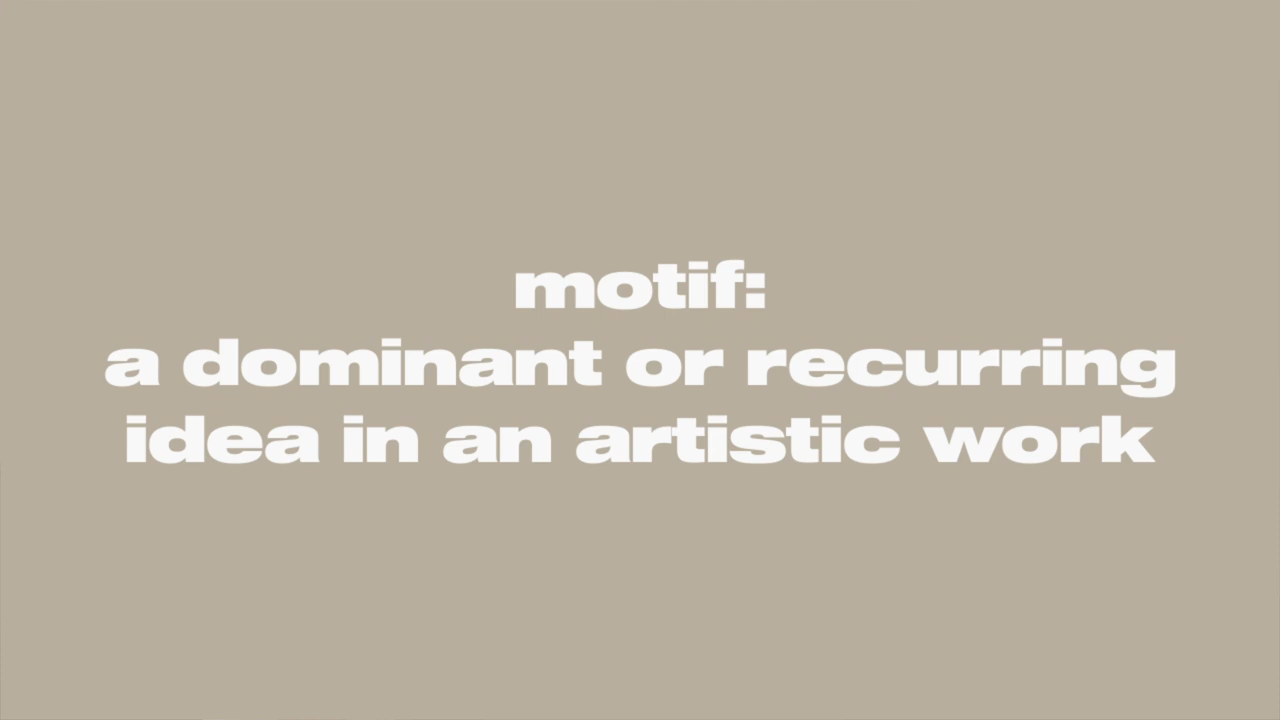 motif:
a dominant or recurring
idea in an artistic work